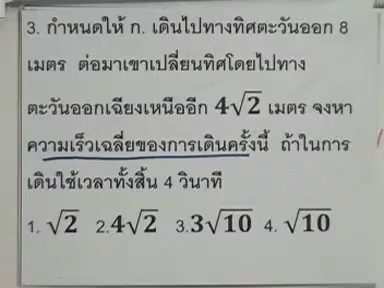 3. กำหนดให้ ก. เดินไปทางทิศตะวันออก 8
เมตร ต่อมาเขาเปลี่ยนทิศโดยไปทาง
ตะวันออกเฉียงเหนืออีก 4√2 เมตร จงหา
ความเร็วเฉลี่ยของการเดินครั้งนี้ ถ้าในการ
เดินใช้เวลาทั้งสิ้น 4 วินาที
1. √2 2.4√2 3.3√10 4. √10